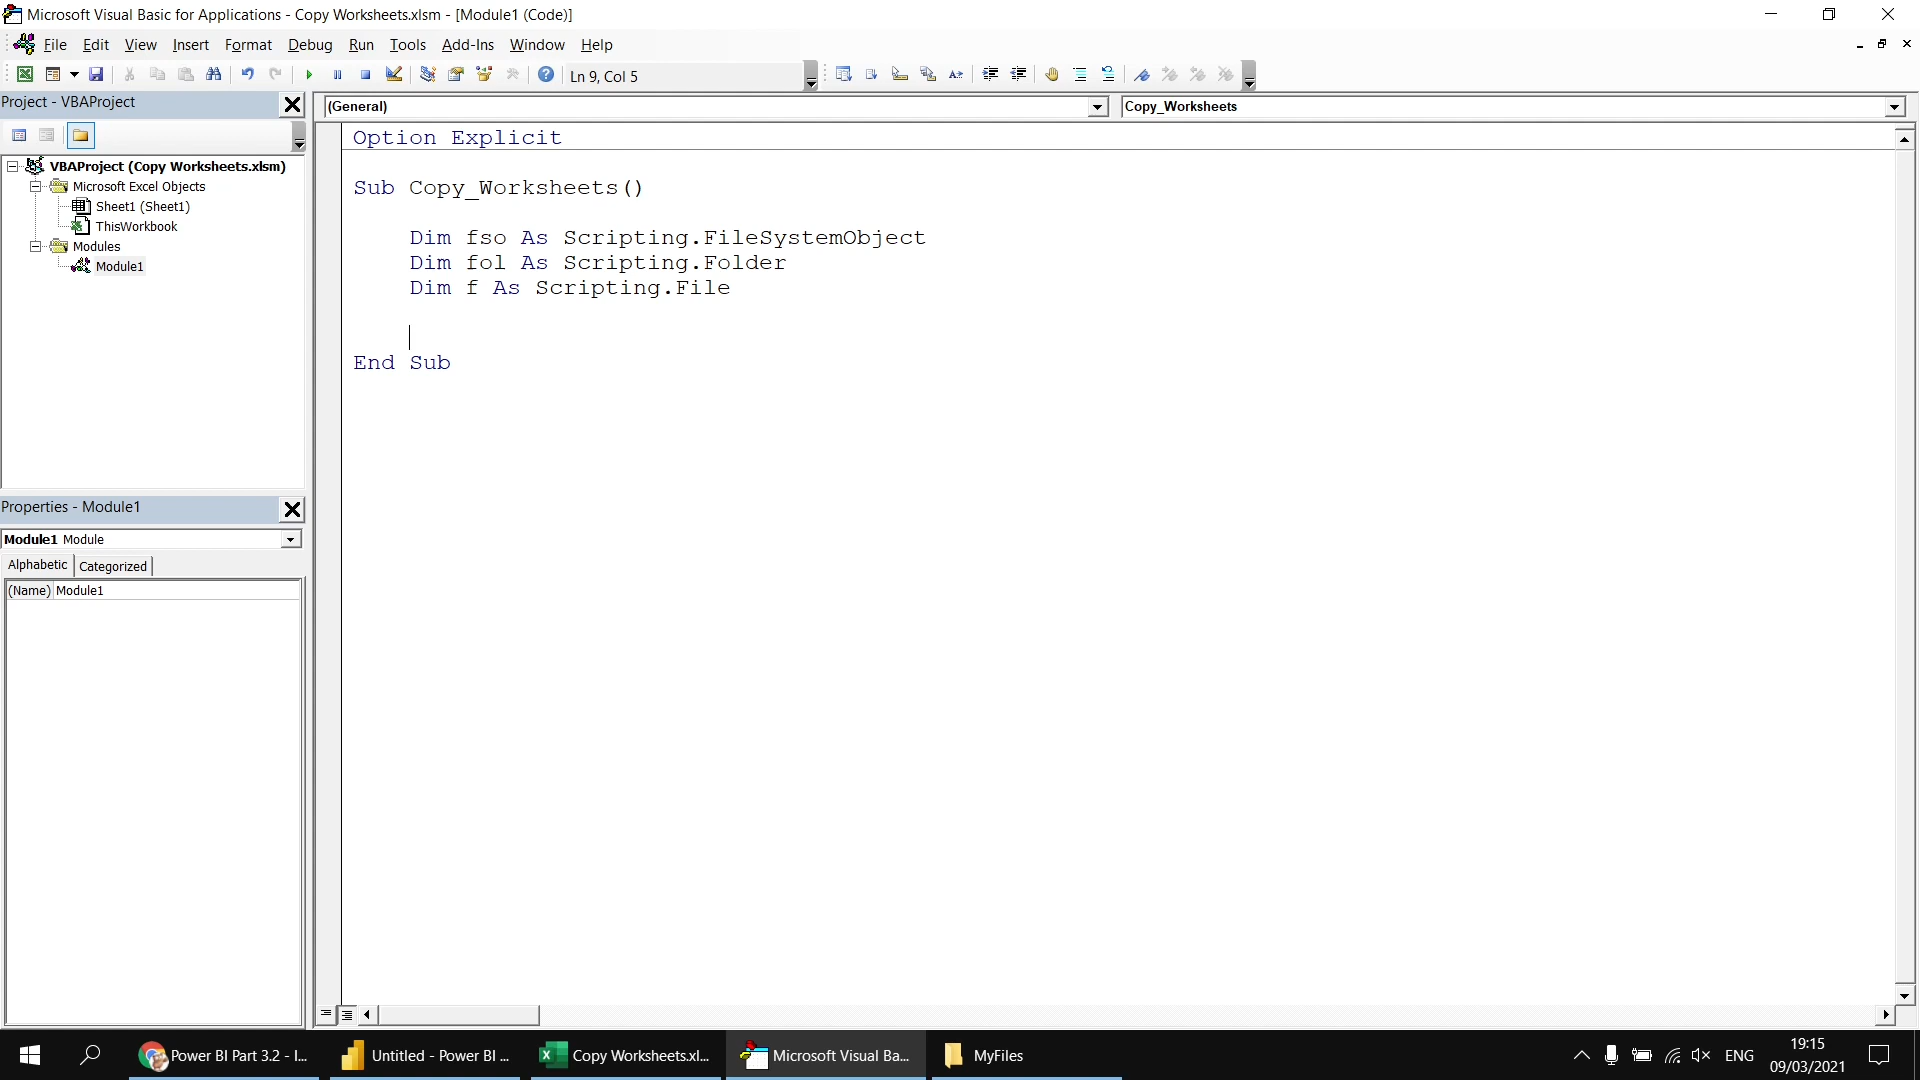 Microsoft Visual Basic for Applications - Copy Worksheets.xlsm - [Module1 (Code)]
File Edit View Insert Format Debug Run Tools Add-Ins Window Help
Ln 9, Col 5
Project - VBAProject
(General)
Copy_Worksheets
VBAProject (Copy Worksheets.xlsm)
Microsoft Excel Objects
Sheet1 (Sheet1)
ThisWorkbook
Modules
Module1
Option Explicit
Sub Copy_Worksheets()
Dim fso As Scripting.FileSystemObject
Dim fol As Scripting.Folder
Dim f As Scripting.File
End Sub
Properties - Module1
Module1 Module
Alphabetic Categorized
(Name) Module1
Power BI Part 3.2 - I...
Untitled - Power BI ...
Copy Worksheets.xl...
Microsoft Visual Ba...
MyFiles
ENG
19:15
09/03/2021